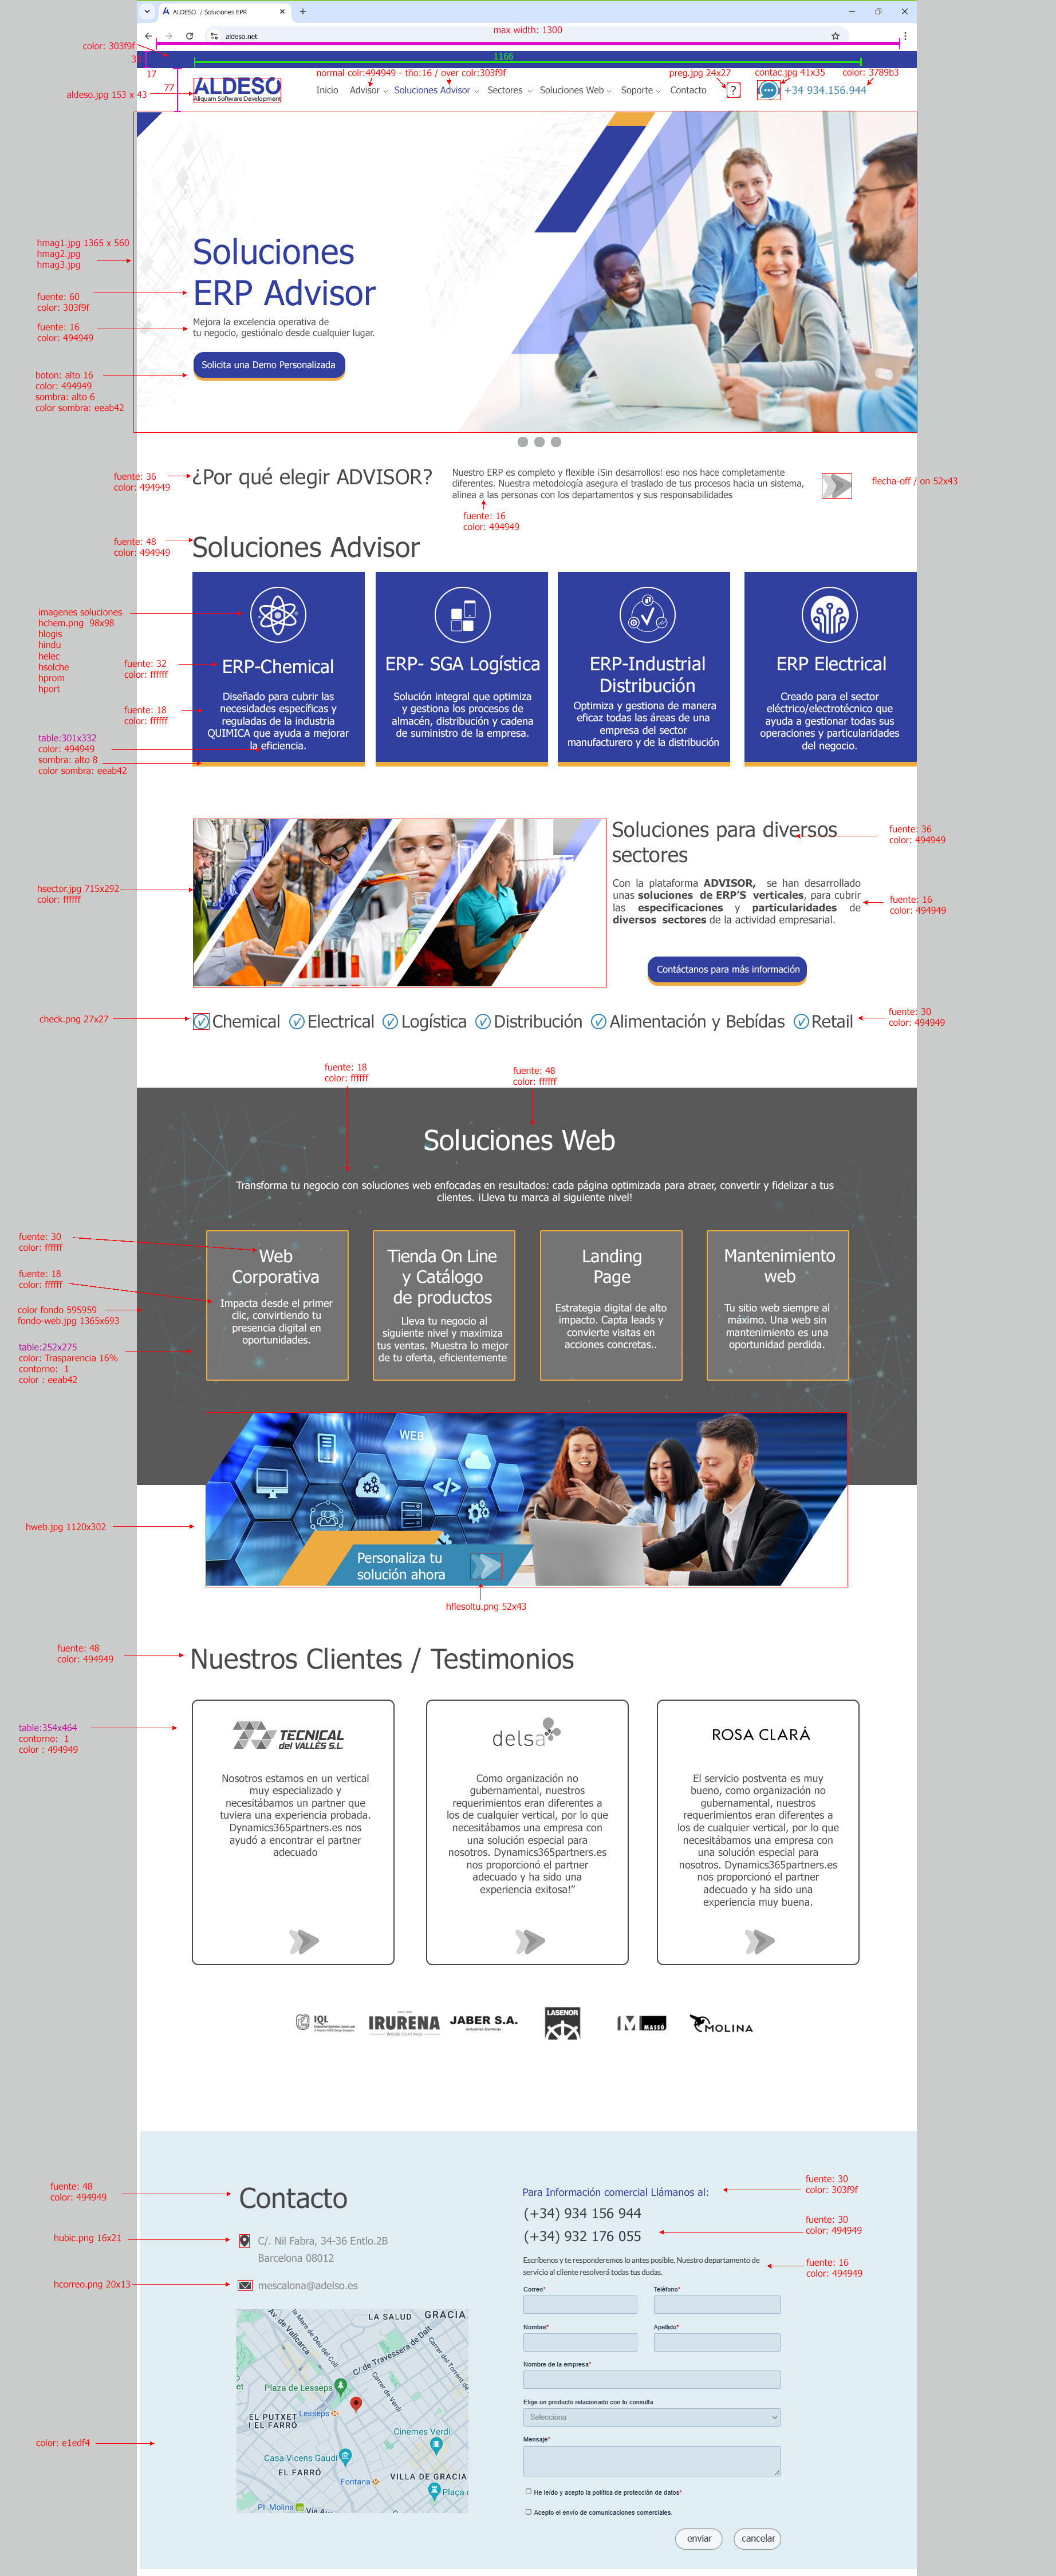 ALDESO / Soluciones EPR
aldeso.net
max width: 1300
color: 303f9f
1166
17
77
normal colr:494949 - tño:16 / over colr:303f9f
preg.jpg 24x27
contac.jpg 41x35
color: 3789b3
aldeso.jpg 153 x 43
ALDESO
Aliquam Software Development
Inicio Advisor Soluciones Advisor Sectores Soluciones Web Soporte Contacto ? +34 934.156.944
hmag1.jpg 1365 x 560
hmag2.jpg
hmag3.jpg
Soluciones
ERP Advisor
fuente: 60
color: 303f9f
Mejora la excelencia operativa de
tu negocio, gestiónalo desde cualquier lugar.
fuente: 16
color: 494949
Solicita una Demo Personalizada
boton: alto 16
color: 494949
sombra: alto 6
color sombra: eeab42
fuente: 36
color: 494949
¿Por qué elegir ADVISOR?
Nuestro ERP es completo y flexible ¡Sin desarrollos! eso nos hace completamente
diferentes. Nuestra metodología asegura el traslado de tus procesos hacia un sistema,
alinea a las personas con los departamentos y sus responsabilidades
flecha-off / on 52x43
fuente: 16
color: 494949
fuente: 48
color: 494949
Soluciones Advisor
imagenes soluciones
hchem.png 98x98
hlogis
hindu
helec
hsolche
hprom
hport
fuente: 32
color: ffffff
fuente: 18
color: ffffff
table:301x332
color: 494949
sombra: alto 8
color sombra: eeab42
ERP-Chemical
Diseñado para cubrir las
necesidades específicas y
reguladas de la industria
QUIMICA que ayuda a mejorar
la eficiencia.
ERP- SGA Logística
Solución integral que optimiza
y gestiona los procesos de
almacén, distribución y cadena
de suministro de la empresa.
ERP-Industrial
Distribución
Optimiza y gestiona de manera
eficaz todas las áreas de una
empresa del sector
manufacturero y de la distribución
ERP Electrical
Creado para el sector
eléctrico/electrotécnico que
ayuda a gestionar todas sus
operaciones y particularidades
del negocio.
Soluciones para diversos
sectores
fuente: 36
color: 494949
Con la plataforma ADVISOR, se han desarrollado
unas soluciones de ERP'S verticales, para cubrir
las especificaciones y particularidades de
diversos sectores de la actividad empresarial.
fuente: 16
color: 494949
hsector.jpg 715x292
color: ffffff
Contáctanos para más información
check.png 27x27
Chemical Electrical Logística Distribución Alimentación y Bebídas Retail
fuente: 30
color: 494949
fuente: 18
color: ffffff
fuente: 48
color: ffffff
Soluciones Web
Transforma tu negocio con soluciones web enfocadas en resultados: cada página optimizada para atraer, convertir y fidelizar a tus
clientes. ¡Lleva tu marca al siguiente nivel!
fuente: 30
color: ffffff
fuente: 18
color: ffffff
color fondo 595959
fondo-web.jpg 1365x693
table:252x275
color: Trasparencia 16%
contorno: 1
color : eeab42
Web
Corporativa
Impacta desde el primer
clic, convirtiendo tu
presencia digital en
oportunidades.
Tienda On Line
y Catálogo
de productos
Lleva tu negocio al
siguiente nivel y maximiza
tus ventas. Muestra lo mejor
de tu oferta, eficientemente
Landing
Page
Estrategia digital de alto
impacto. Capta leads y
convierte visitas en
acciones concretas..
Mantenimiento
web
Tu sitio web siempre al
máximo. Una web sin
mantenimiento es una
oportunidad perdida.
WEB
</>
hweb.jpg 1120x302
Personaliza tu
solución ahora
hflesoltu.png 52x43
fuente: 48
color: 494949
Nuestros Clientes / Testimonios
table:354x464
contorno: 1
color : 494949
TECNICAL
del VALLÈS S.L.
Nosotros estamos en un vertical
muy especializado y
necesitábamos un partner que
tuviera una experiencia probada.
Dynamics365partners.es nos
ayudó a encontrar el partner
adecuado
delsa
Como organización no
gubernamental, nuestros
requerimientos eran diferentes a
los de cualquier vertical, por lo que
necesitábamos una empresa con
una solución especial para
nosotros. Dynamics365partners.es
nos proporcionó el partner
adecuado y ha sido una
experiencia exitosa!”
ROSA CLARÁ
El servicio postventa es muy
bueno, como organización no
gubernamental, nuestros
requerimientos eran diferentes a
los de cualquier vertical, por lo que
necesitábamos una empresa con
una solución especial para
nosotros. Dynamics365partners.es
nos proporcionó el partner
adecuado y ha sido una
experiencia muy buena.
IQL
IRURENA
WOOD COATINGS
JABER S.A.
LASENOR
MASSÓ
MOLINA
fuente: 48
color: 494949
Contacto
hubic.png 16x21
C/. Nil Fabra, 34-36 Entlo.2B
Barcelona 08012
hcorreo.png 20x13
mescalona@adelso.es
LA SALUD
GRACIA
Av. de Vallcarca
la Mare de Déu del Coll
C/ de Travessera de Dalt
Carrer del Torrent de
Carrer de Verdi
Plaza de Lesseps
Lesseps
EL PUTXET
I EL FARRÓ
Cinemes Verdi
Casa Vicens Gaudí
EL FARRÓ
Fontana
VILLA DE GRACIA
Plaça
Pl. Molina
color: e1edf4
Para Información comercial Llámanos al:
fuente: 30
color: 303f9f
(+34) 934 156 944
(+34) 932 176 055
fuente: 30
color: 494949
Escríbenos y te responderemos lo antes posible. Nuestro departamento de
servicio al cliente resolverá todas tus dudas.
fuente: 16
color: 494949
Correo* Teléfono*
Nombre* Apellido*
Nombre de la empresa*
Elige un producto relacionado con tu consulta
Selecciona
Mensaje*
He leído y acepto la política de protección de datos*
Acepto el envío de comunicaciones comerciales.
enviar cancelar